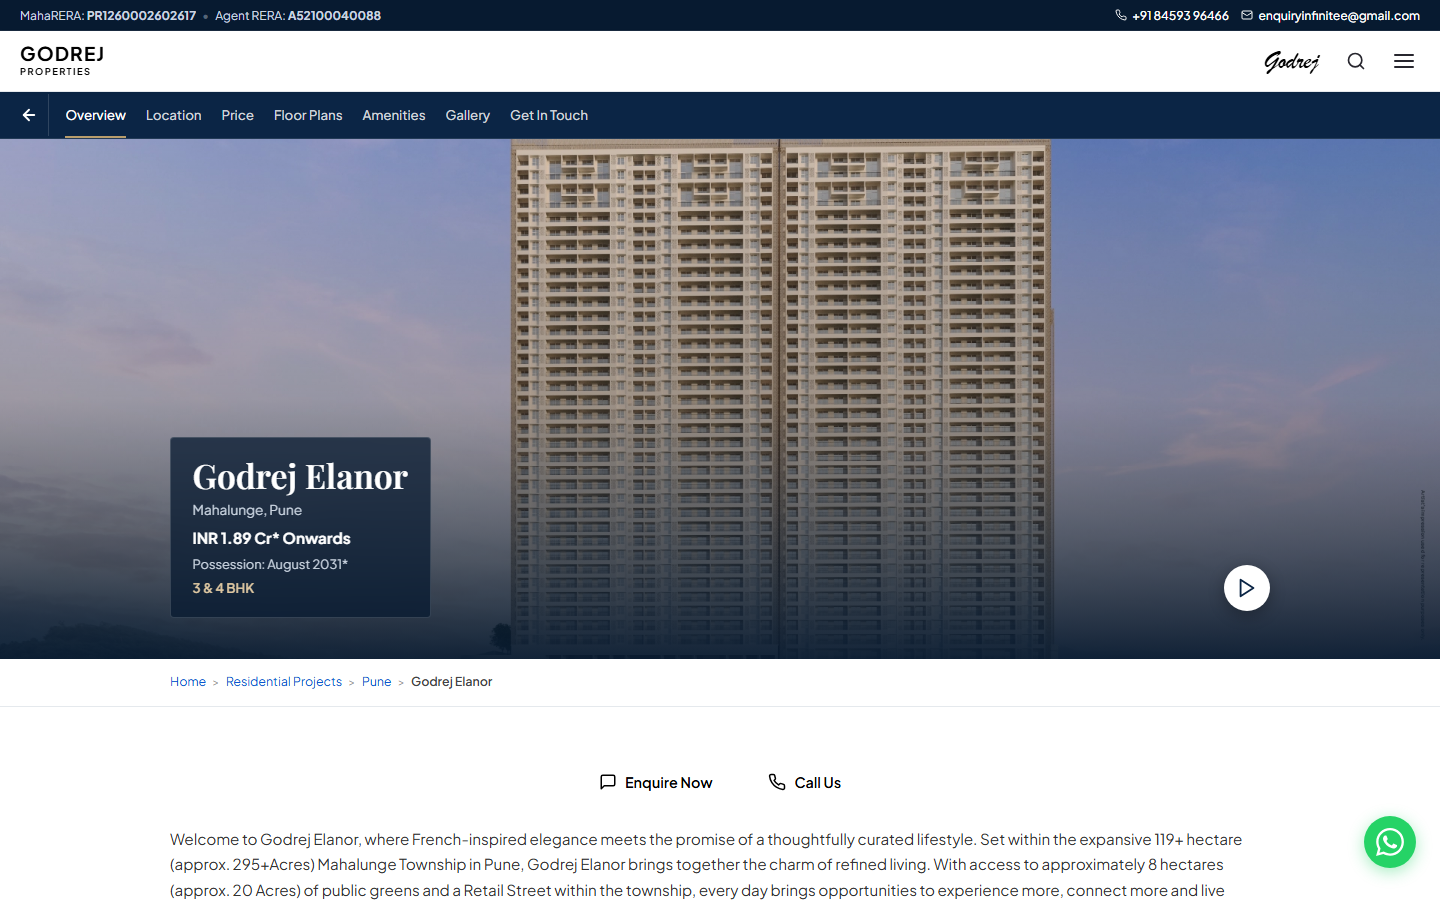 MahaRERA: PR1260002602617 • Agent RERA: A52100040088
+91 84593 96466 enquiryinfinitee@gmail.com
GODREJ
PROPERTIES
Godrej
Overview Location Price Floor Plans Amenities Gallery Get In Touch
Godrej Elanor
Mahalunge, Pune
INR 1.89 Cr* Onwards
Possession: August 2031*
3 & 4 BHK
Home > Residential Projects > Pune > Godrej Elanor
Enquire Now Call Us
Welcome to Godrej Elanor, where French-inspired elegance meets the promise of a thoughtfully curated lifestyle. Set within the expansive 119+ hectare
(approx. 295+Acres) Mahalunge Township in Pune, Godrej Elanor brings together the charm of refined living. With access to approximately 8 hectares
(approx. 20 Acres) of public greens and a Retail Street within the township, every day brings opportunities to experience more, connect more and live